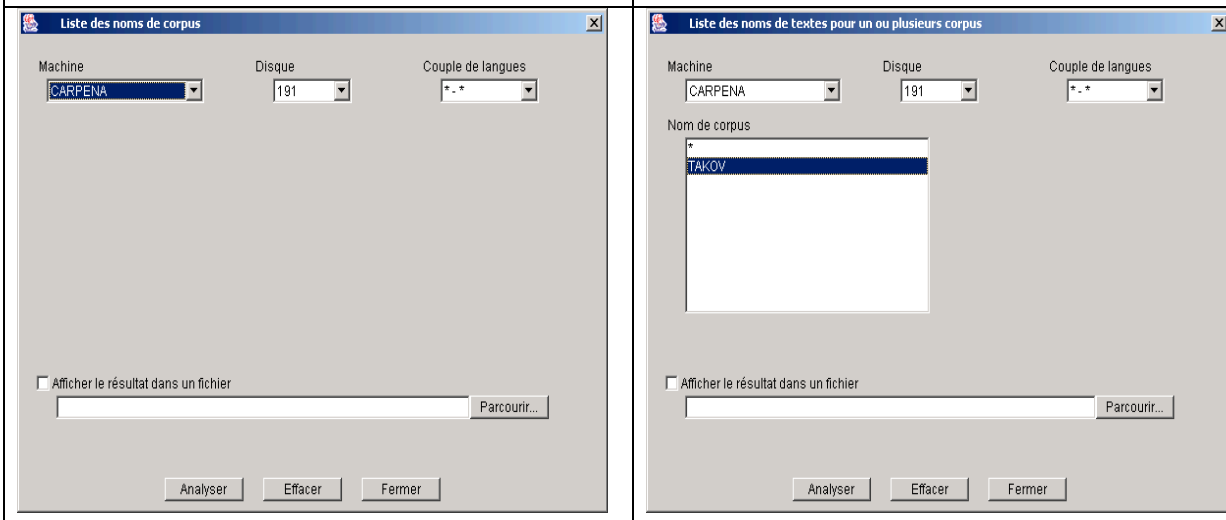 Liste des noms de corpus
Machine Disque Couple de langues
CARPENA 191 *-*
Afficher le résultat dans un fichier
Parcourir...
Analyser Effacer Fermer
Liste des noms de textes pour un ou plusieurs corpus
Machine Disque Couple de langues
CARPENA 191 *-*
Nom de corpus
*
TAKOV
Afficher le résultat dans un fichier
Parcourir...
Analyser Effacer Fermer